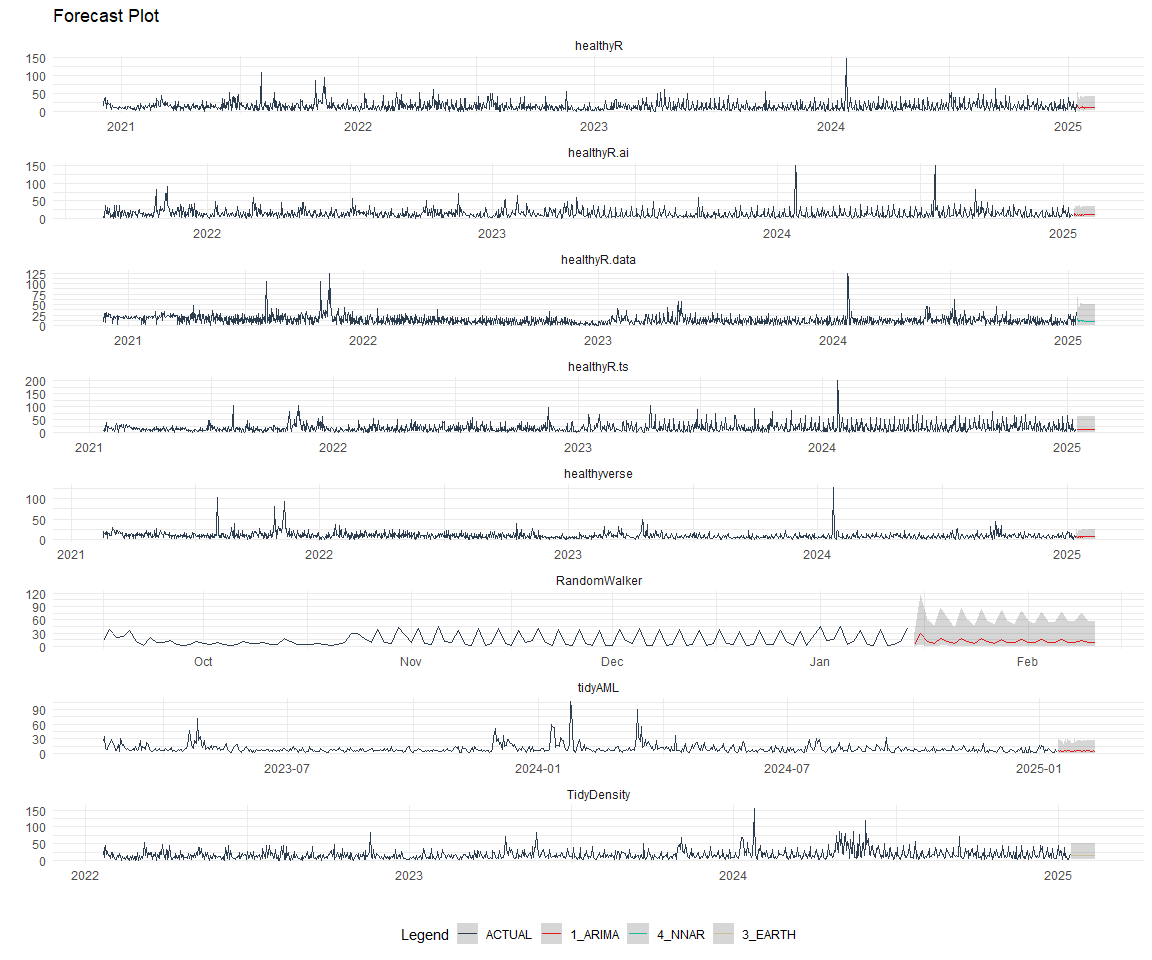 Forecast Plot
healthyR
150
100
50
0
2021 2022 2023 2024 2025
healthyR.ai
150
100
50
0
2022 2023 2024 2025
healthyR.data
125
100
75
50
25
0
2021 2022 2023 2024 2025
healthyR.ts
200
150
100
50
0
2021 2022 2023 2024 2025
healthyverse
100
50
0
2021 2022 2023 2024 2025
RandomWalker
120
90
60
30
0
Oct Nov Dec Jan Feb
tidyAML
90
60
30
0
2023-07 2024-01 2024-07 2025-01
TidyDensity
150
100
50
0
2022 2023 2024 2025
Legend ACTUAL 1_ARIMA 4_NNAR 3_EARTH